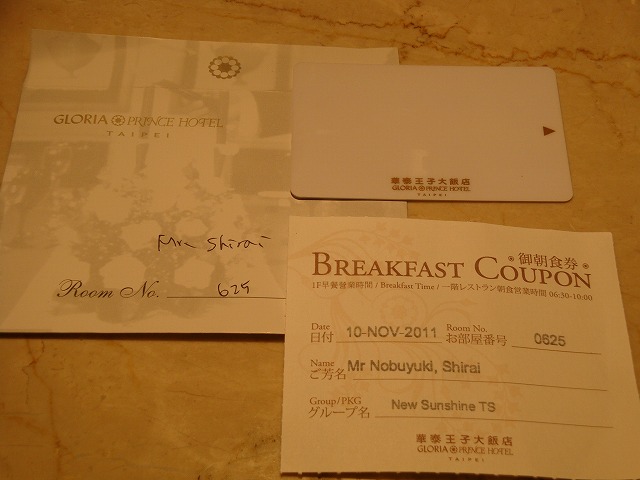 GLORIA PRINCE HOTEL
TAIPEI
Mr. Shirai
Room No. 625
華泰王子大飯店
GLORIA PRINCE HOTEL
TAIPEI
御朝食券
BREAKFAST COUPON
1F早餐營業時間 / Breakfast Time / 一階レストラン朝食営業時間 06:30-10:00
Date
日付 10-NOV-2011 Room No.
お部屋番号 0625
Name
ご芳名 Mr Nobuyuki, Shirai
Group/PKG
グループ名 New Sunshine TS
華泰王子大飯店
GLORIA PRINCE HOTEL
TAIPEI